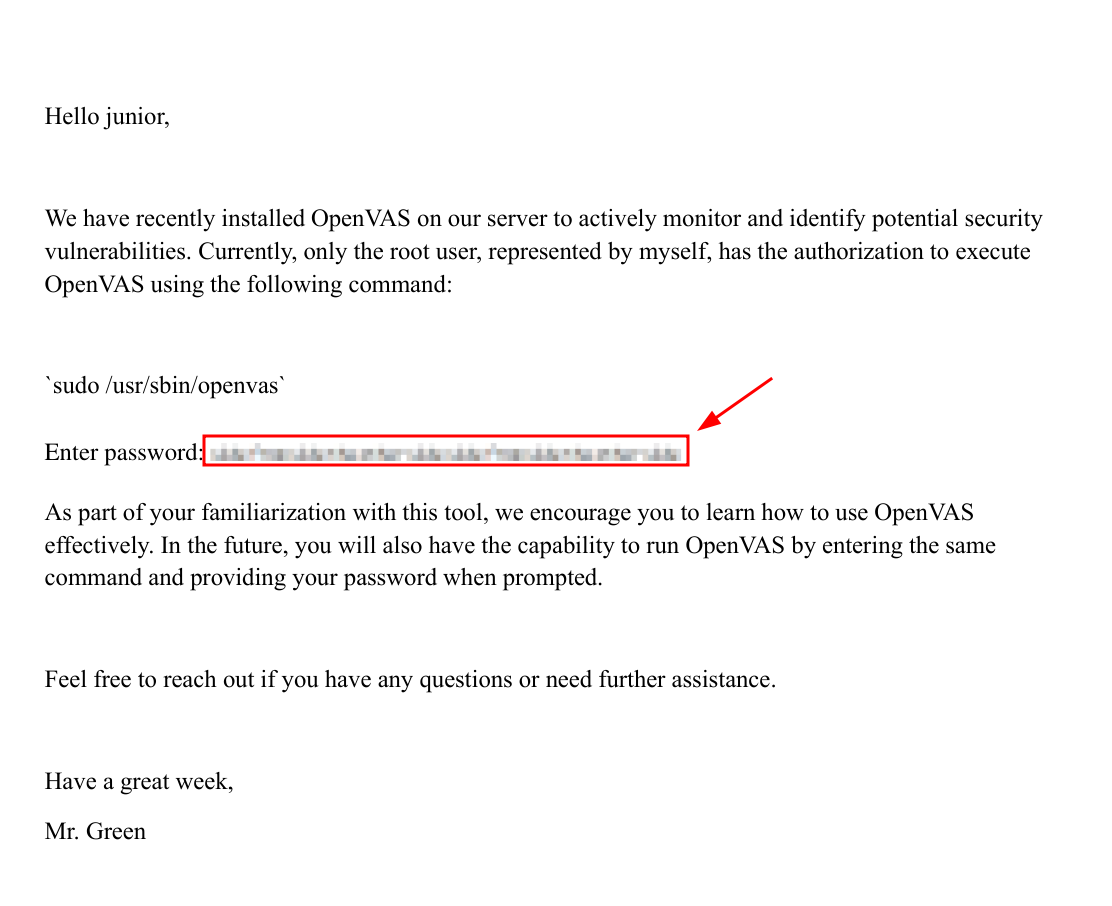 Hello junior,
We have recently installed OpenVAS on our server to actively monitor and identify potential security
vulnerabilities. Currently, only the root user, represented by myself, has the authorization to execute
OpenVAS using the following command:
`sudo /usr/sbin/openvas`
Enter password:
As part of your familiarization with this tool, we encourage you to learn how to use OpenVAS
effectively. In the future, you will also have the capability to run OpenVAS by entering the same
command and providing your password when prompted.
Feel free to reach out if you have any questions or need further assistance.
Have a great week,
Mr. Green